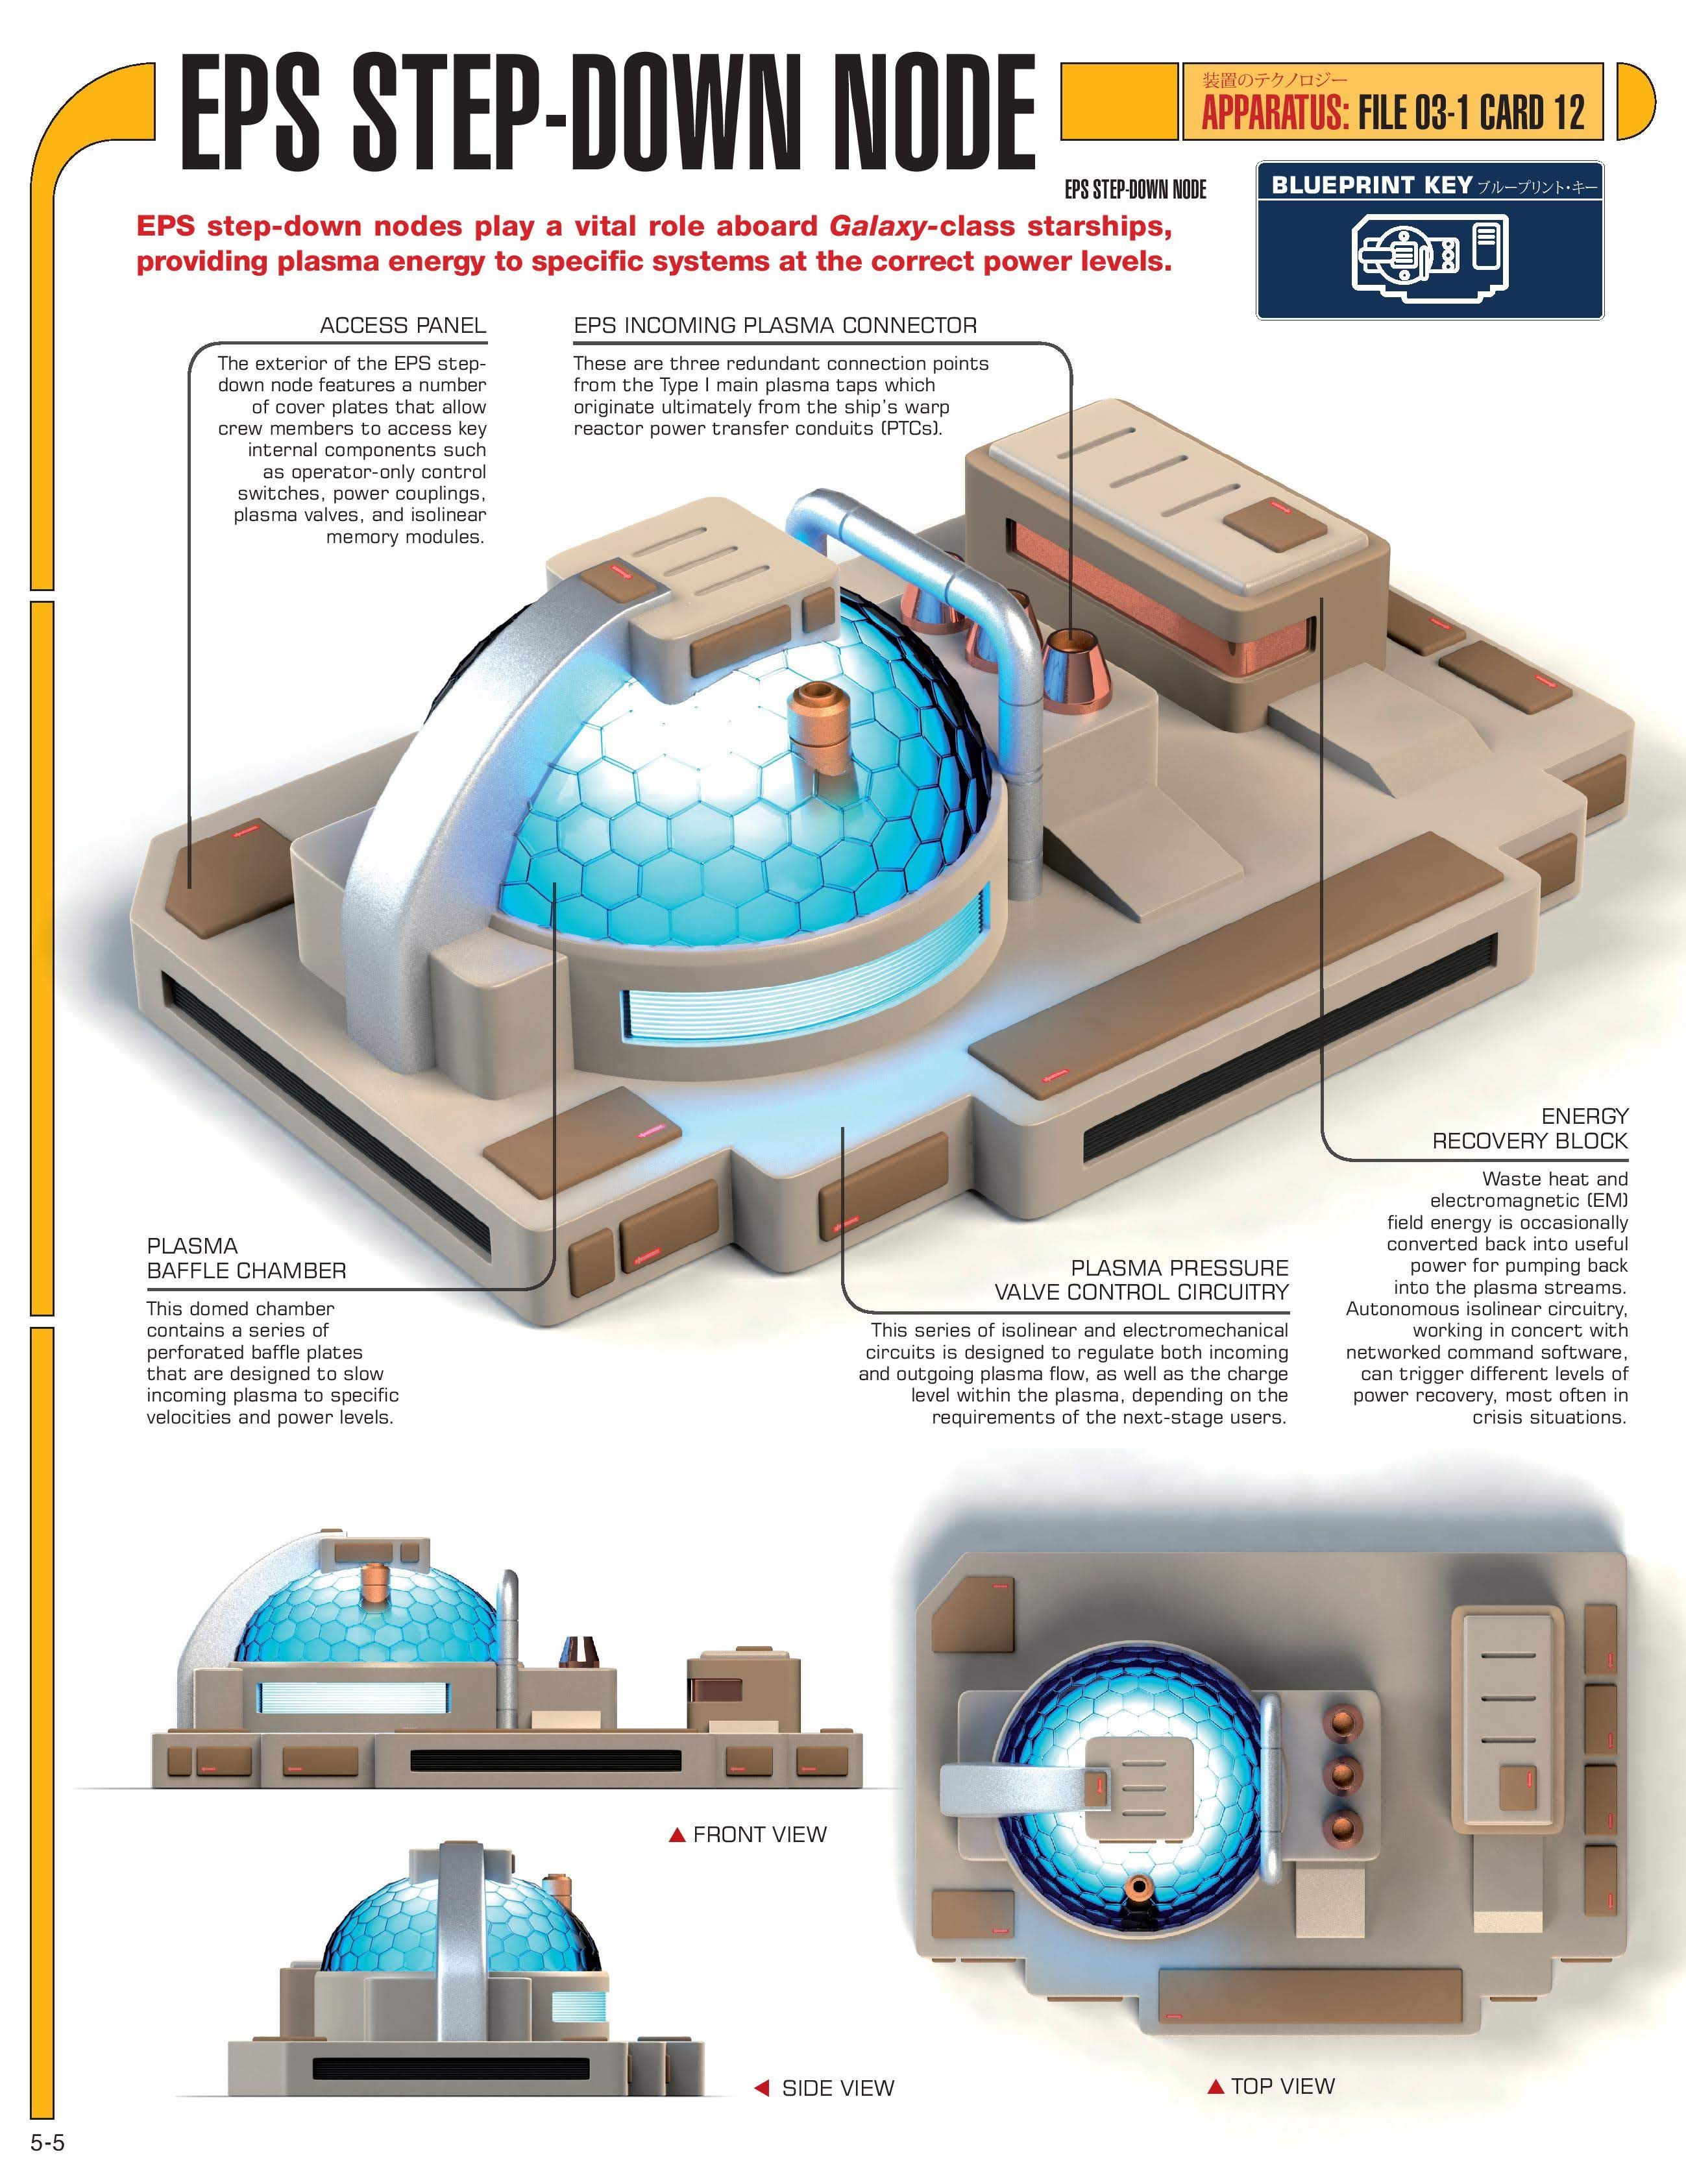 EPS STEP-DOWN NODE
装置のテクノロジー
APPARATUS: FILE 03-1 CARD 12
EPS STEP-DOWN NODE
BLUEPRINT KEY ブループリント・キー
EPS step-down nodes play a vital role aboard Galaxy-class starships,
providing plasma energy to specific systems at the correct power levels.
ACCESS PANEL
The exterior of the EPS step-
down node features a number
of cover plates that allow
crew members to access key
internal components such
as operator-only control
switches, power couplings,
plasma valves, and isolinear
memory modules.
EPS INCOMING PLASMA CONNECTOR
These are three redundant connection points
from the Type I main plasma taps which
originate ultimately from the ship's warp
reactor power transfer conduits (PTCs).
ENERGY
RECOVERY BLOCK
Waste heat and
electromagnetic (EM)
field energy is occasionally
converted back into useful
power for pumping back
into the plasma streams.
Autonomous isolinear circuitry,
working in concert with
networked command software,
can trigger different levels of
power recovery, most often in
crisis situations.
PLASMA
BAFFLE CHAMBER
This domed chamber
contains a series of
perforated baffle plates
that are designed to slow
incoming plasma to specific
velocities and power levels.
PLASMA PRESSURE
VALVE CONTROL CIRCUITRY
This series of isolinear and electromechanical
circuits is designed to regulate both incoming
and outgoing plasma flow, as well as the charge
level within the plasma, depending on the
requirements of the next-stage users.
▲ FRONT VIEW
◀ SIDE VIEW
▲ TOP VIEW
5-5